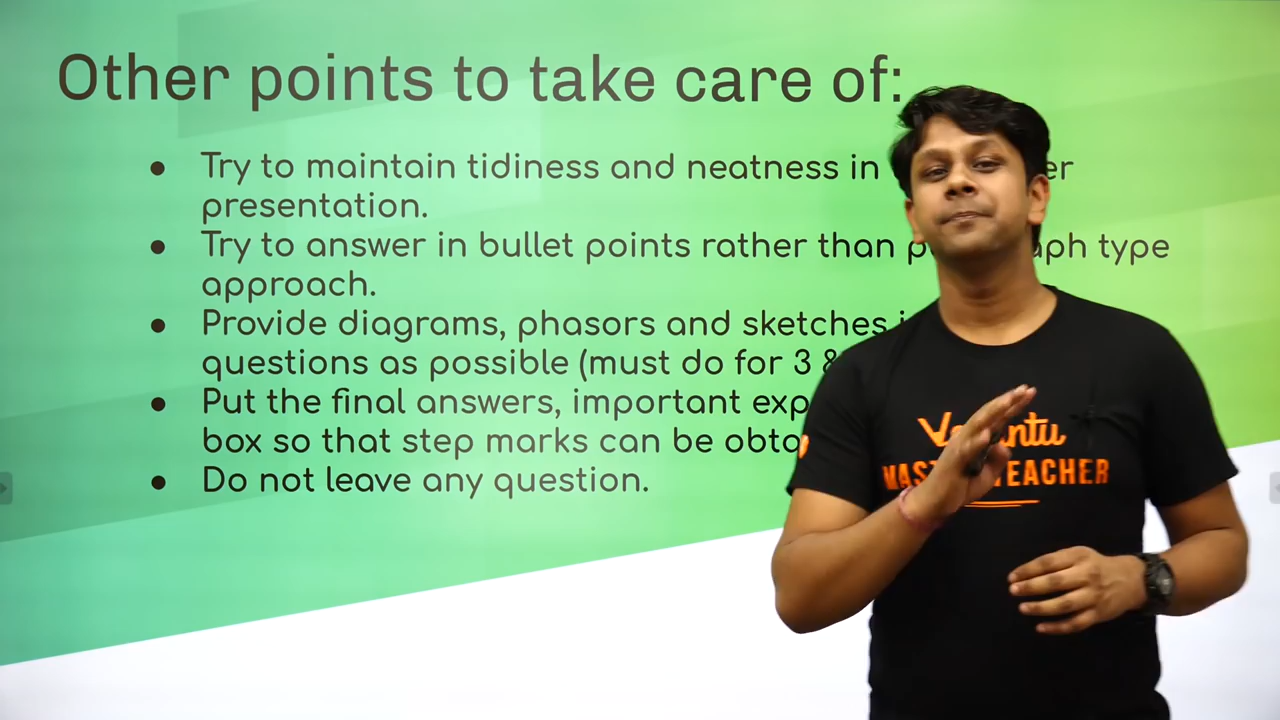 Other points to take care of:
● Try to maintain tidiness and neatness in
presentation.
● Try to answer in bullet points rather than type
approach.
● Provide diagrams, phasors and sketches
questions as possible (must do for 3 &
● Put the final answers, important
box so that step marks can be
● Do not leave any question.